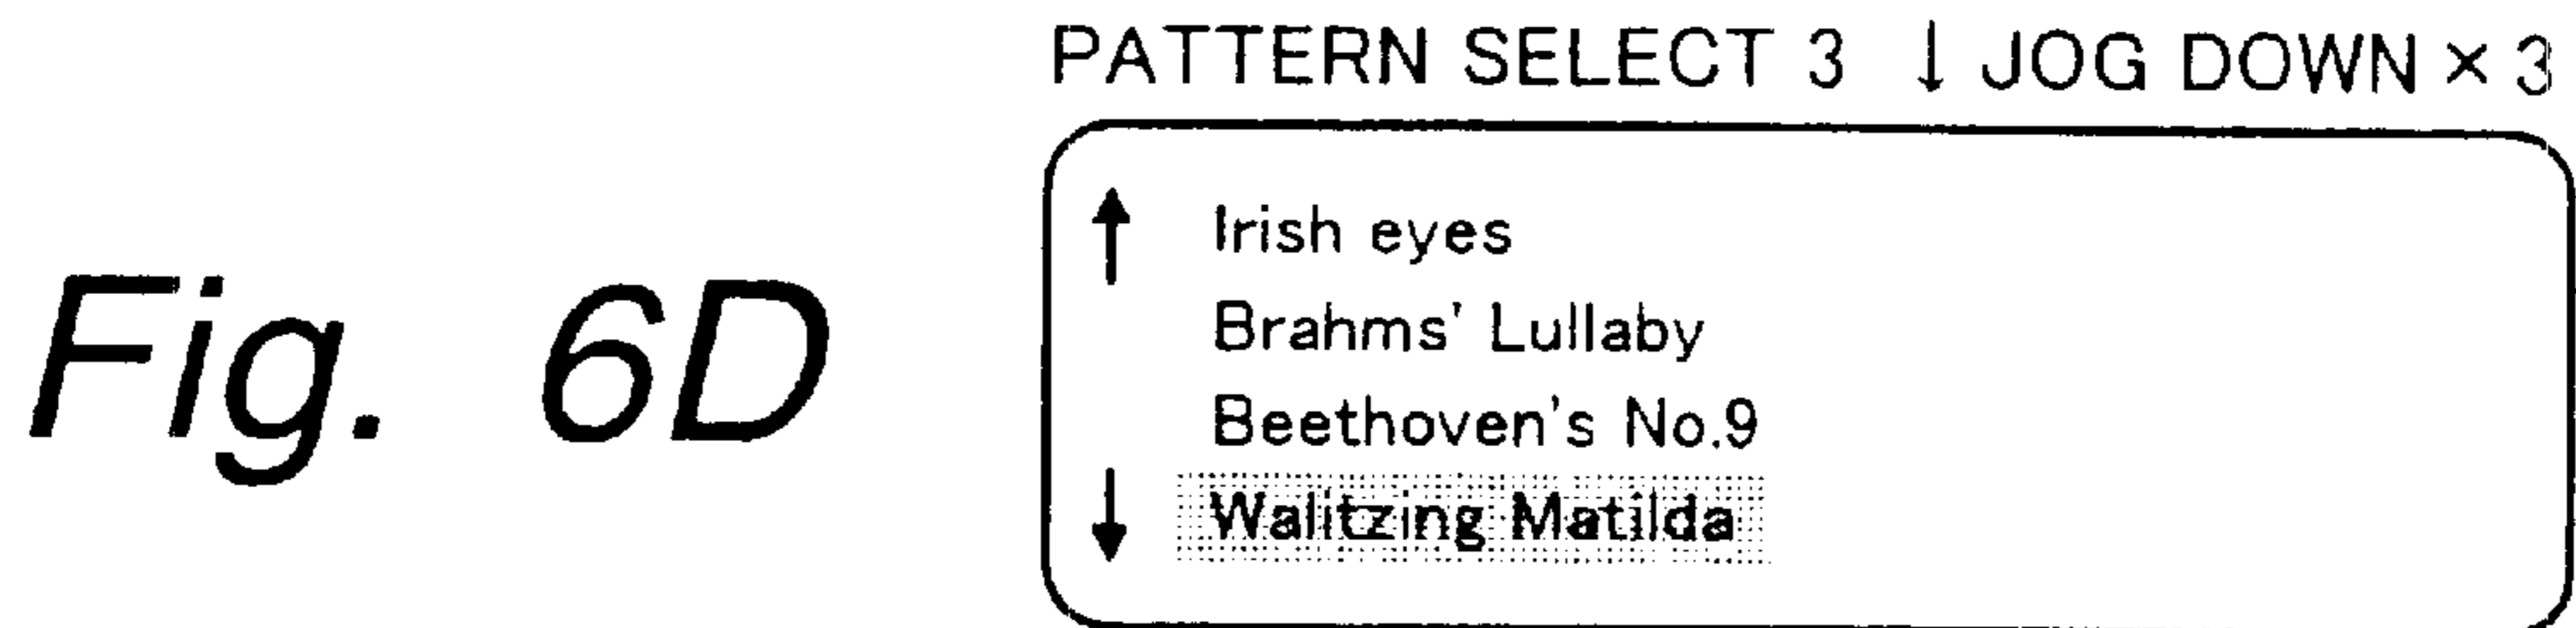 PATTERN SELECT 3 ↓ JOG DOWN × 3
Fig. 6D
↑ Irish eyes
Brahms' Lullaby
Beethoven's No.9
↓ Walitzing Matilda